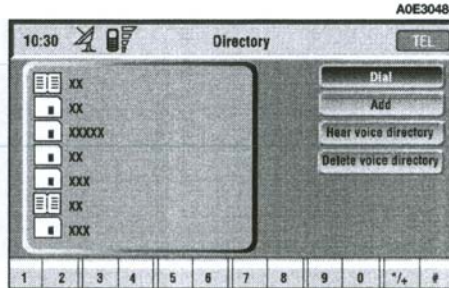 A0E3048
10:30 Directory TEL
xx
xx
xxxxx
xx
xxx
xx
xxx
Dial
Add
Hear voice directory
Delete voice directory
1 2 3 4 5 6 7 8 9 0 */+ #